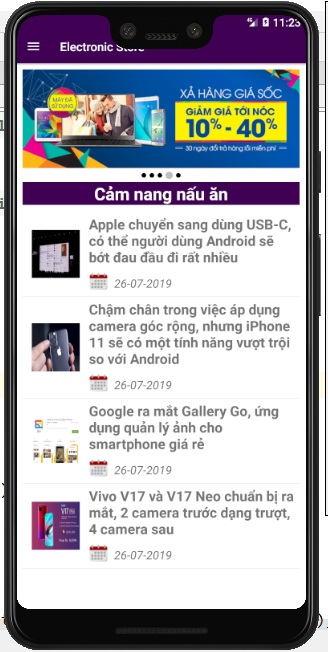 11:23
Electronic Store
MÁY ĐÃ
SỬ DỤNG
XẢ HÀNG GIÁ SỐC
GIẢM GIÁ TỚI NÓC
10% - 40%
30 ngày đổi trả hàng lỗi miễn phí
Cảm nang nấu ăn
Apple chuyển sang dùng USB-C,
có thể người dùng Android sẽ
bớt đau đầu đi rất nhiều
26-07-2019
Chậm chân trong việc áp dụng
camera góc rộng, nhưng iPhone
11 sẽ có một tính năng vượt trội
so với Android
26-07-2019
Google ra mắt Gallery Go, ứng
dụng quản lý ảnh cho
smartphone giá rẻ
26-07-2019
Vivo V17 và V17 Neo chuẩn bị ra
mắt, 2 camera trước dạng trượt,
4 camera sau
26-07-2019